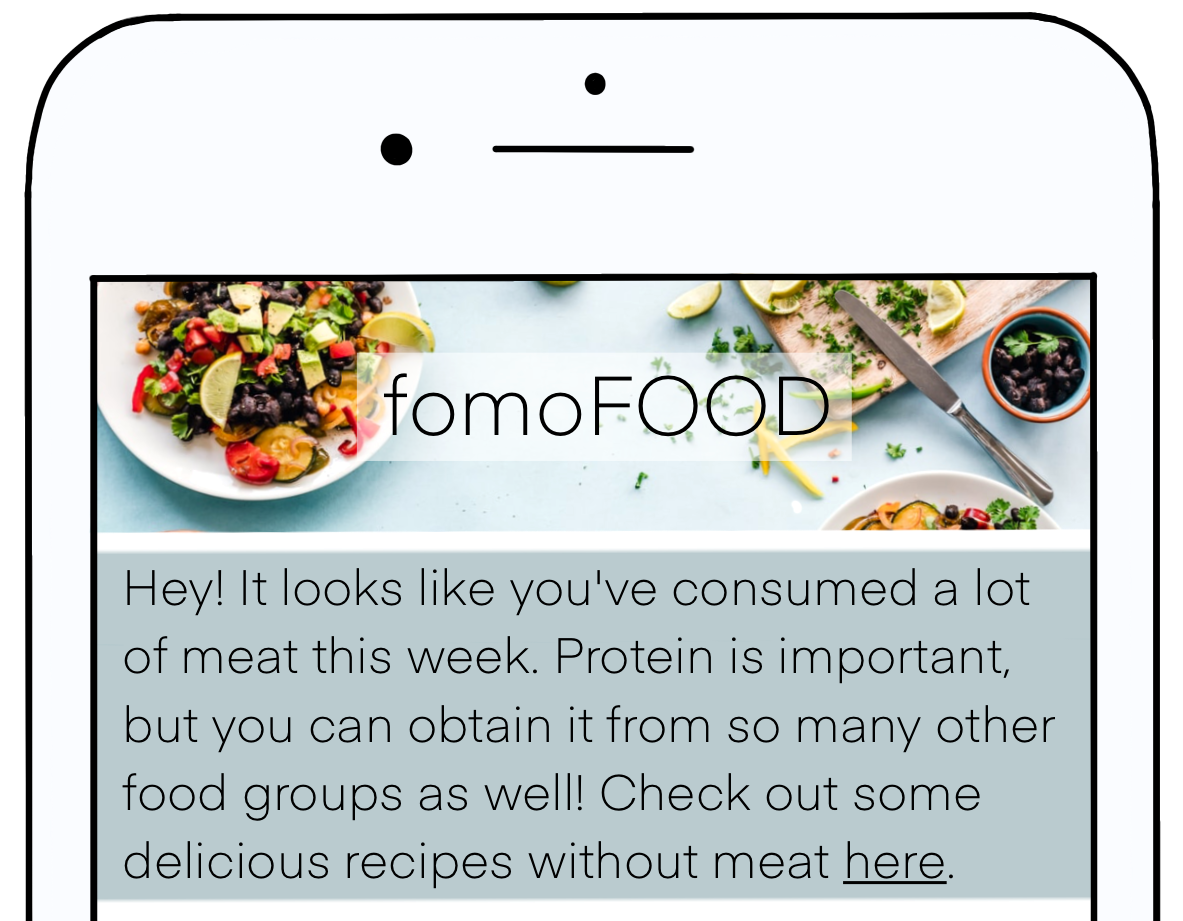 fomoFOOD
Hey! It looks like you've consumed a lot
of meat this week. Protein is important,
but you can obtain it from so many other
food groups as well! Check out some
delicious recipes without meat here.